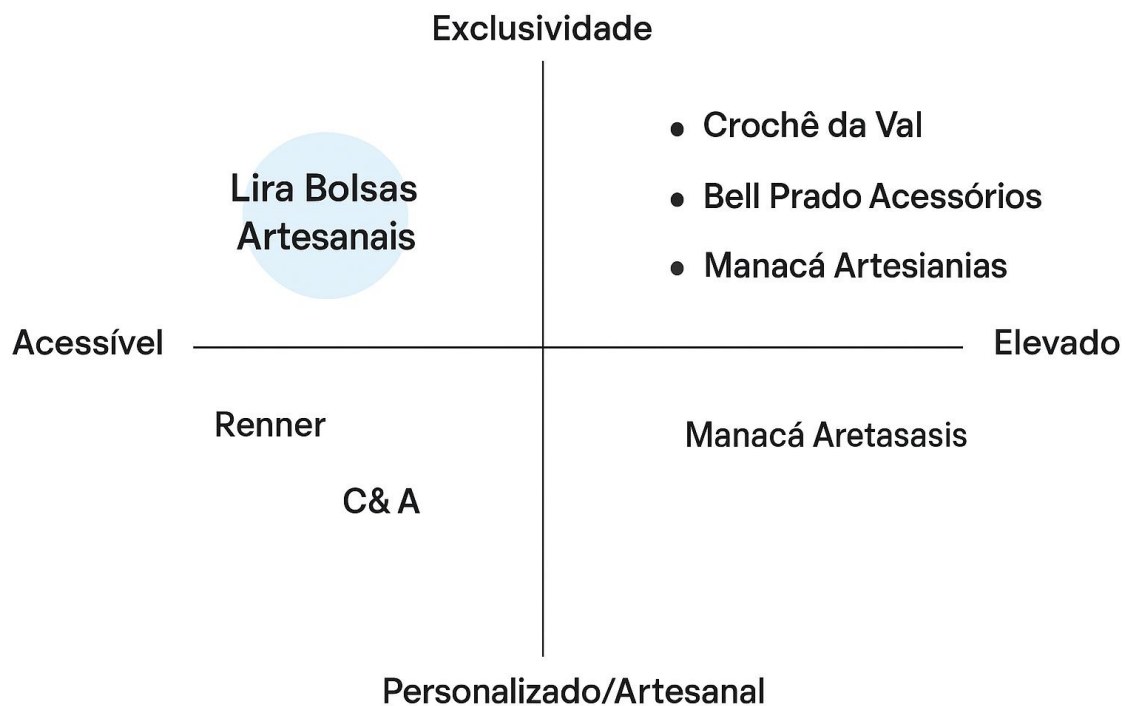 Exclusividade
Crochê da Val
Lira Bolsas
Artesanais
Bell Prado Acessórios
Manacá Artesianias
Acessível
Elevado
Renner
Manacá Aretasasis
C& A
Personalizado/Artesanal